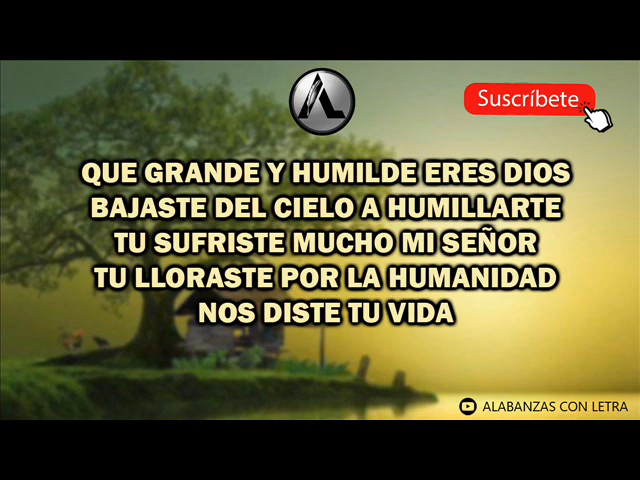 Suscríbete
QUE GRANDE Y HUMILDE ERES DIOS
BAJASTE DEL CIELO A HUMILLARTE
TU SUFRISTE MUCHO MI SEÑOR
TU LLORASTE POR LA HUMANIDAD
NOS DISTE TU VIDA
ALABANZAS CON LETRA